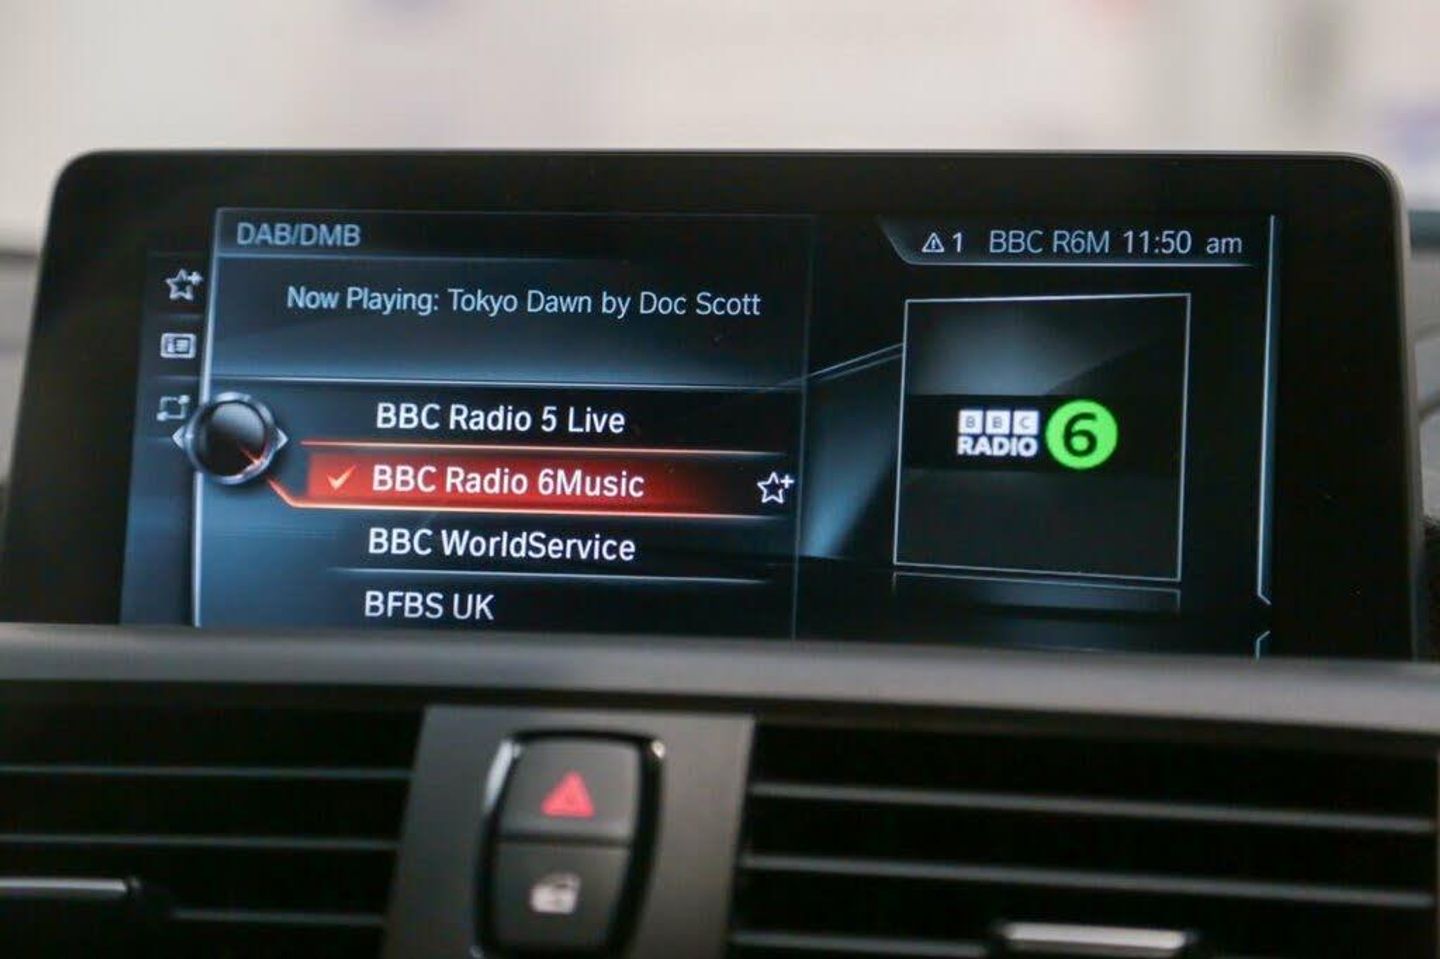 DAB/DMB
1 BBC R6M 11:50 am
Now Playing: Tokyo Dawn by Doc Scott
BBC Radio 5 Live
BBC Radio 6Music
BBC WorldService
BFBS UK
BBC
RADIO 6